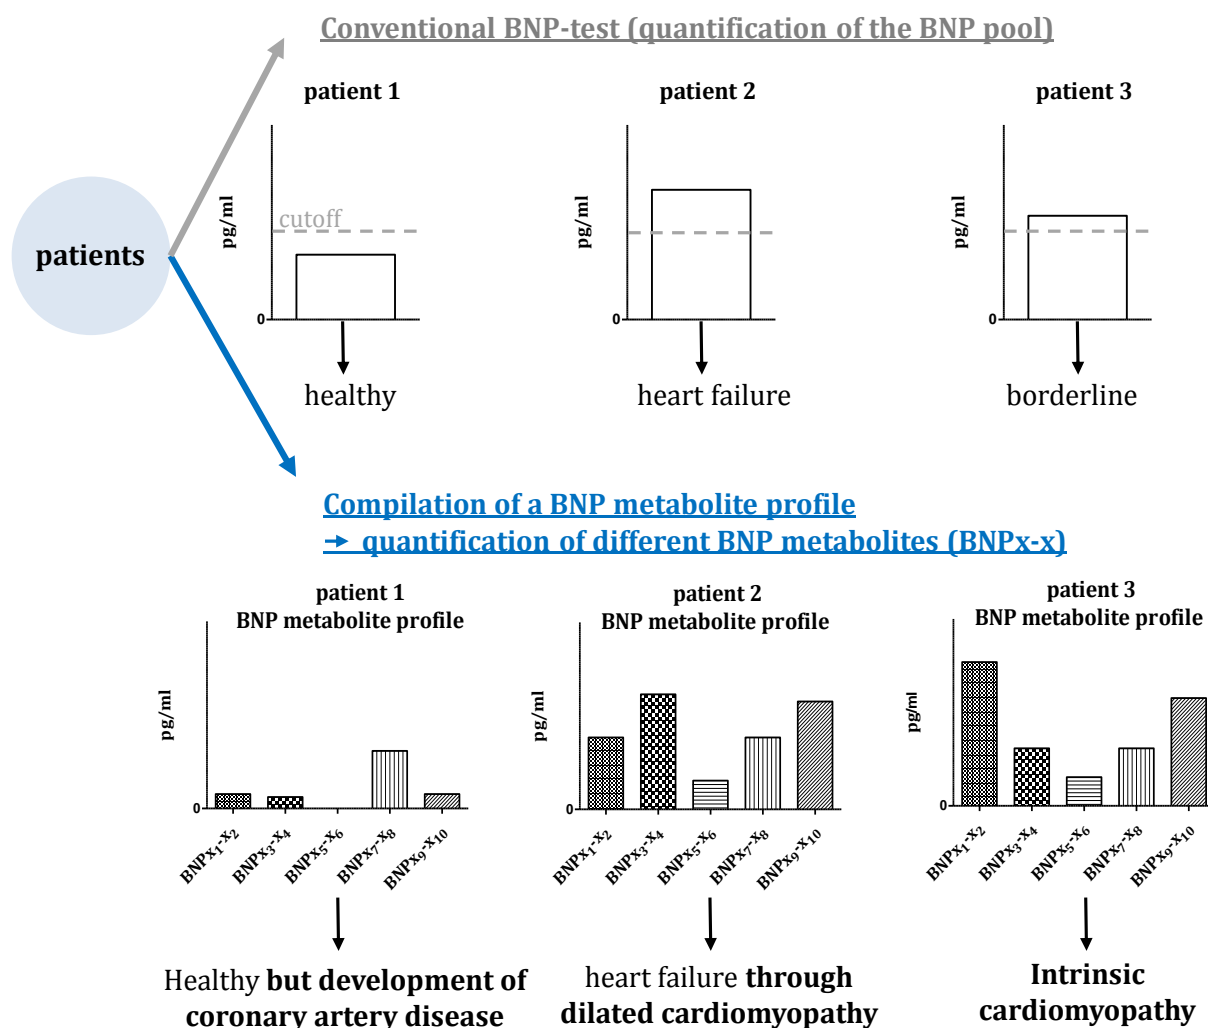 Conventional BNP-test (quantification of the BNP pool)
patient 1
patient 2
patient 3
pg/ml
cutoff
0
pg/ml
0
pg/ml
0
patients
healthy
heart failure
borderline
Compilation of a BNP metabolite profile
→ quantification of different BNP metabolites (BNPx-x)
patient 1
BNP metabolite profile
patient 2
BNP metabolite profile
patient 3
BNP metabolite profile
pg/ml
0
BNPx₁-x₂
BNPx₃-x₄
BNPx₅-x₆
BNPx₇-x₈
BNPx₉-x₁₀
pg/ml
0
BNPx₁-x₂
BNPx₃-x₄
BNPx₅-x₆
BNPx₇-x₈
BNPx₉-x₁₀
pg/ml
0
BNPx₁-x₂
BNPx₃-x₄
BNPx₅-x₆
BNPx₇-x₈
BNPx₉-x₁₀
Healthy but development of
coronary artery disease
heart failure through
dilated cardiomyopathy
Intrinsic
cardiomyopathy